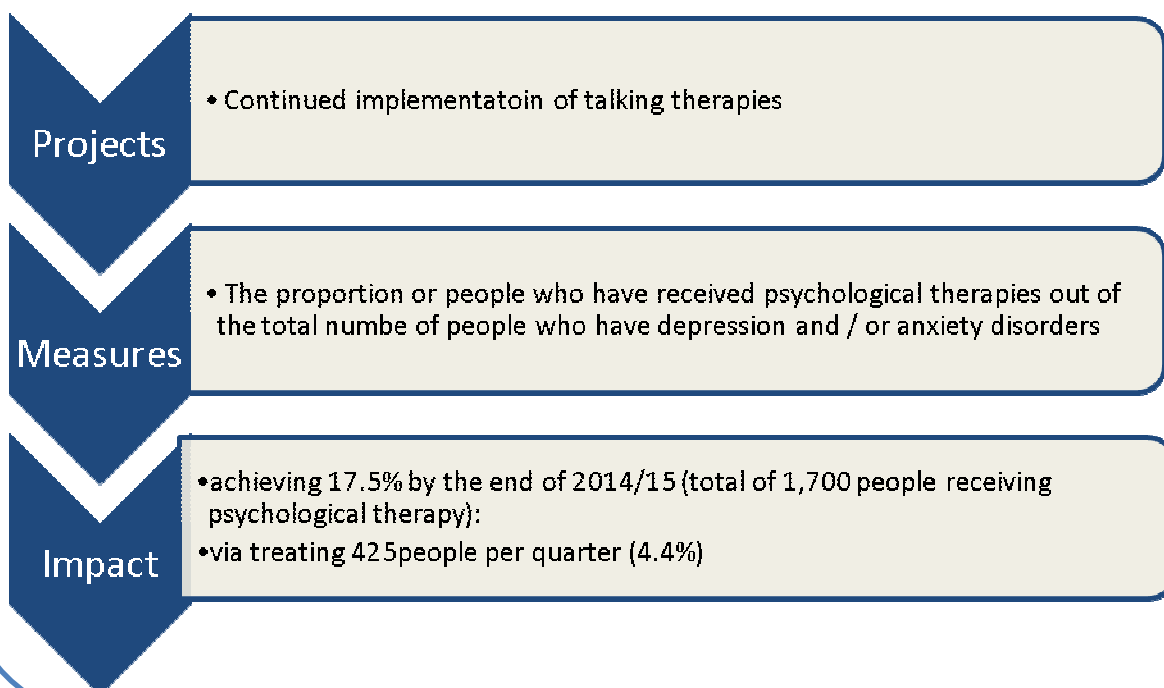 Projects
• Continued implementatoin of talking therapies
Measures
• The proportion or people who have received psychological therapies out of
the total numbe of people who have depression and / or anxiety disorders
Impact
•achieving 17.5% by the end of 2014/15 (total of 1,700 people receiving
psychological therapy):
•via treating 425people per quarter (4.4%)